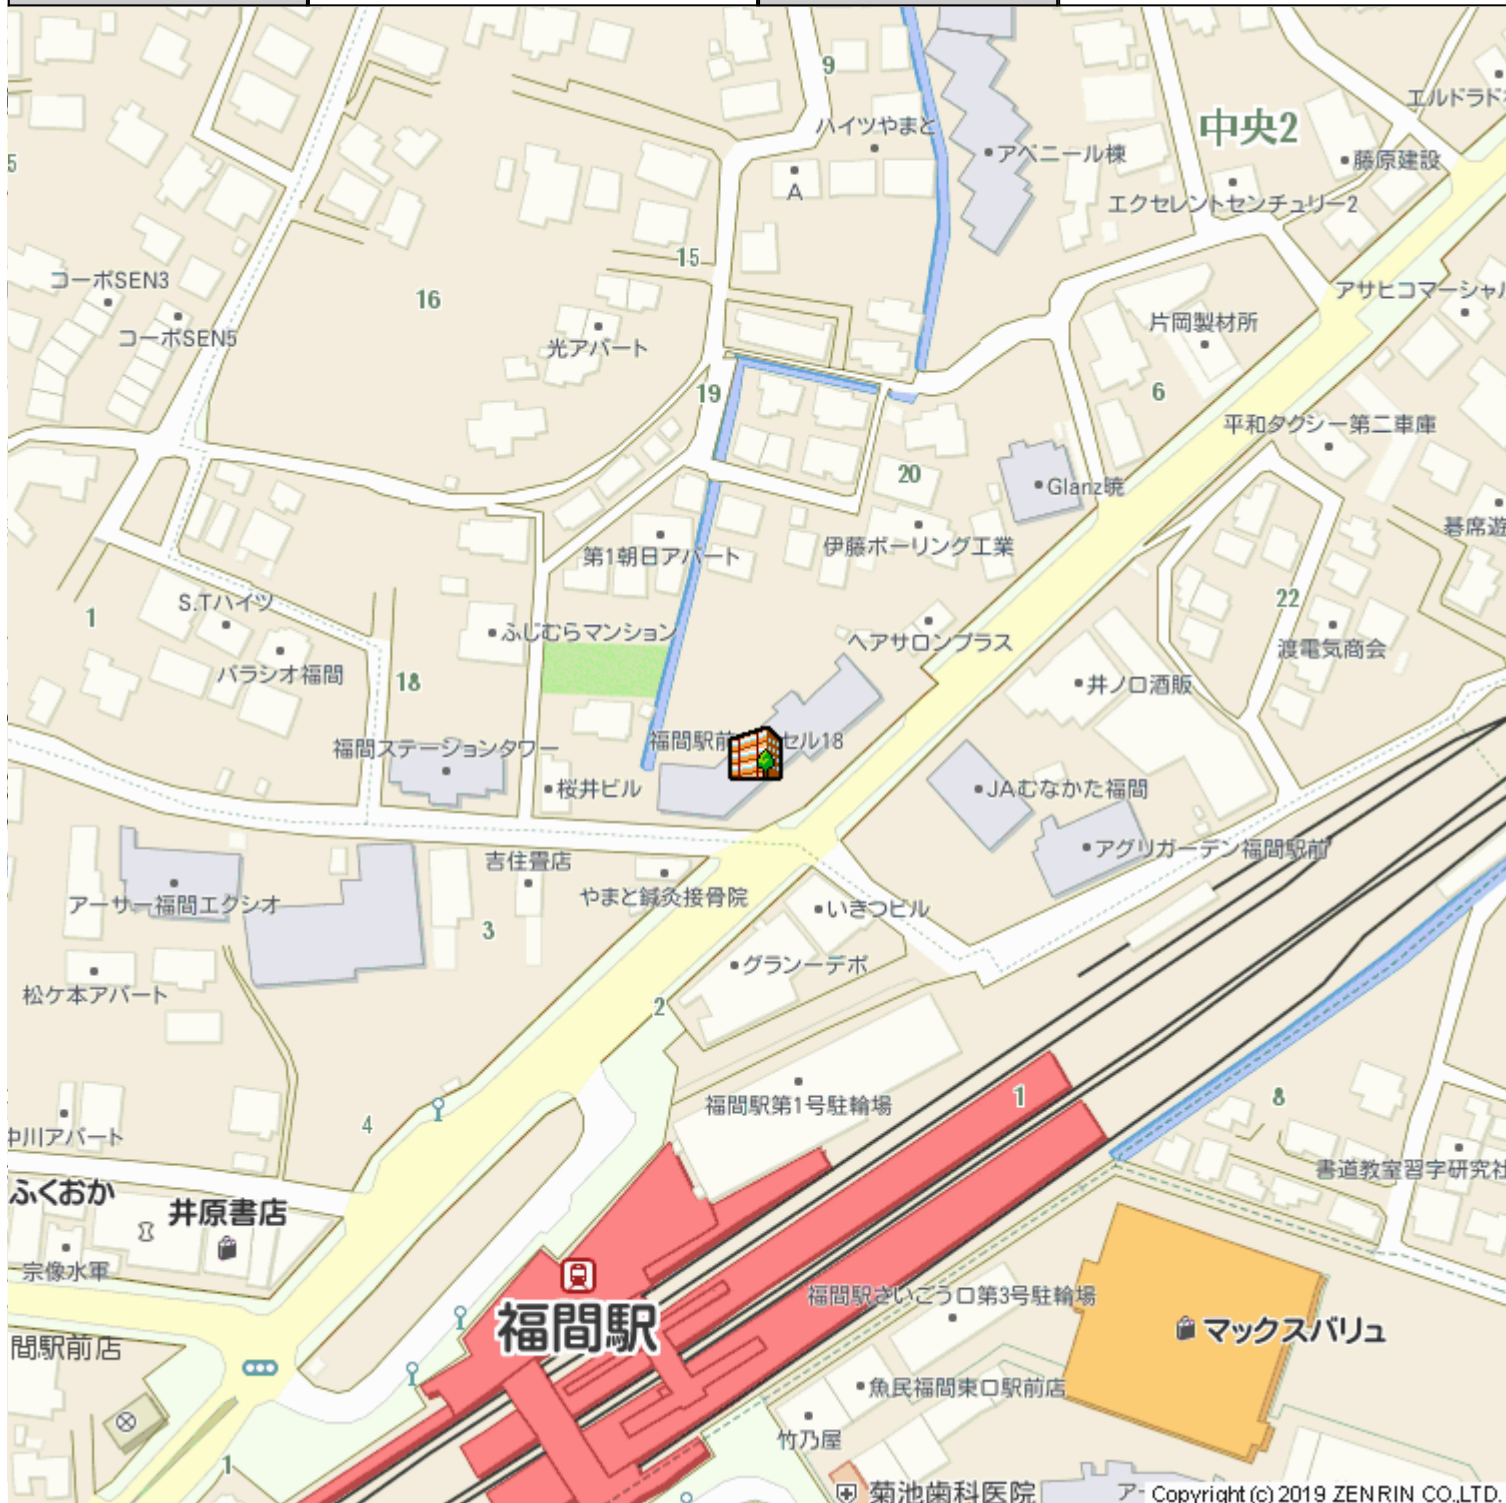 9
ハイツやまと
アベニール棟
中央2
エルドラド
藤原建設
5
A
エクセレントセンチュリー2
15
コーポSEN3
16
アサヒコマーシャル
コーポSEN5
光アパート
片岡製材所
19
6
平和タクシー第二車庫
20
Glanz暁
碁席遊
第1朝日アパート
伊藤ボーリング工業
1
S.Tハイツ
22
ふじむらマンション
ヘアサロンプラス
渡電気商会
パラシオ福間
18
井ノ口酒販
福間ステーションタワー
福間駅前
セル18
桜井ビル
JAむなかた福間
アグリガーデン福間駅前
吉住畳店
アーサー福間エクシオ
やまと鍼灸接骨院
いきつビル
3
グランーデポ
松ケ本アパート
2
福間駅第1号駐輪場
1
8
4
中川アパート
書道教室習字研究社
ふくおか
井原書店
宗像水軍
福間駅
福間駅さいごう口第3号駐輪場
マックスバリュ
間駅前店
魚民福間東口駅前店
竹乃屋
1
菊池歯科医院
アー
Copyright (c) 2019 ZENRIN CO.,LTD.